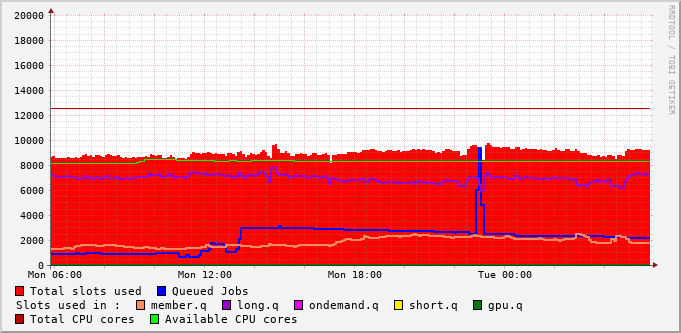 RRDTOOL / TOBI OETIKER
20000
18000
16000
14000
12000
10000
8000
6000
4000
2000
0
Mon 06:00 Mon 12:00 Mon 18:00 Tue 00:00
Total slots used Queued Jobs
Slots used in : member.q long.q ondemand.q short.q gpu.q
Total CPU cores Available CPU cores